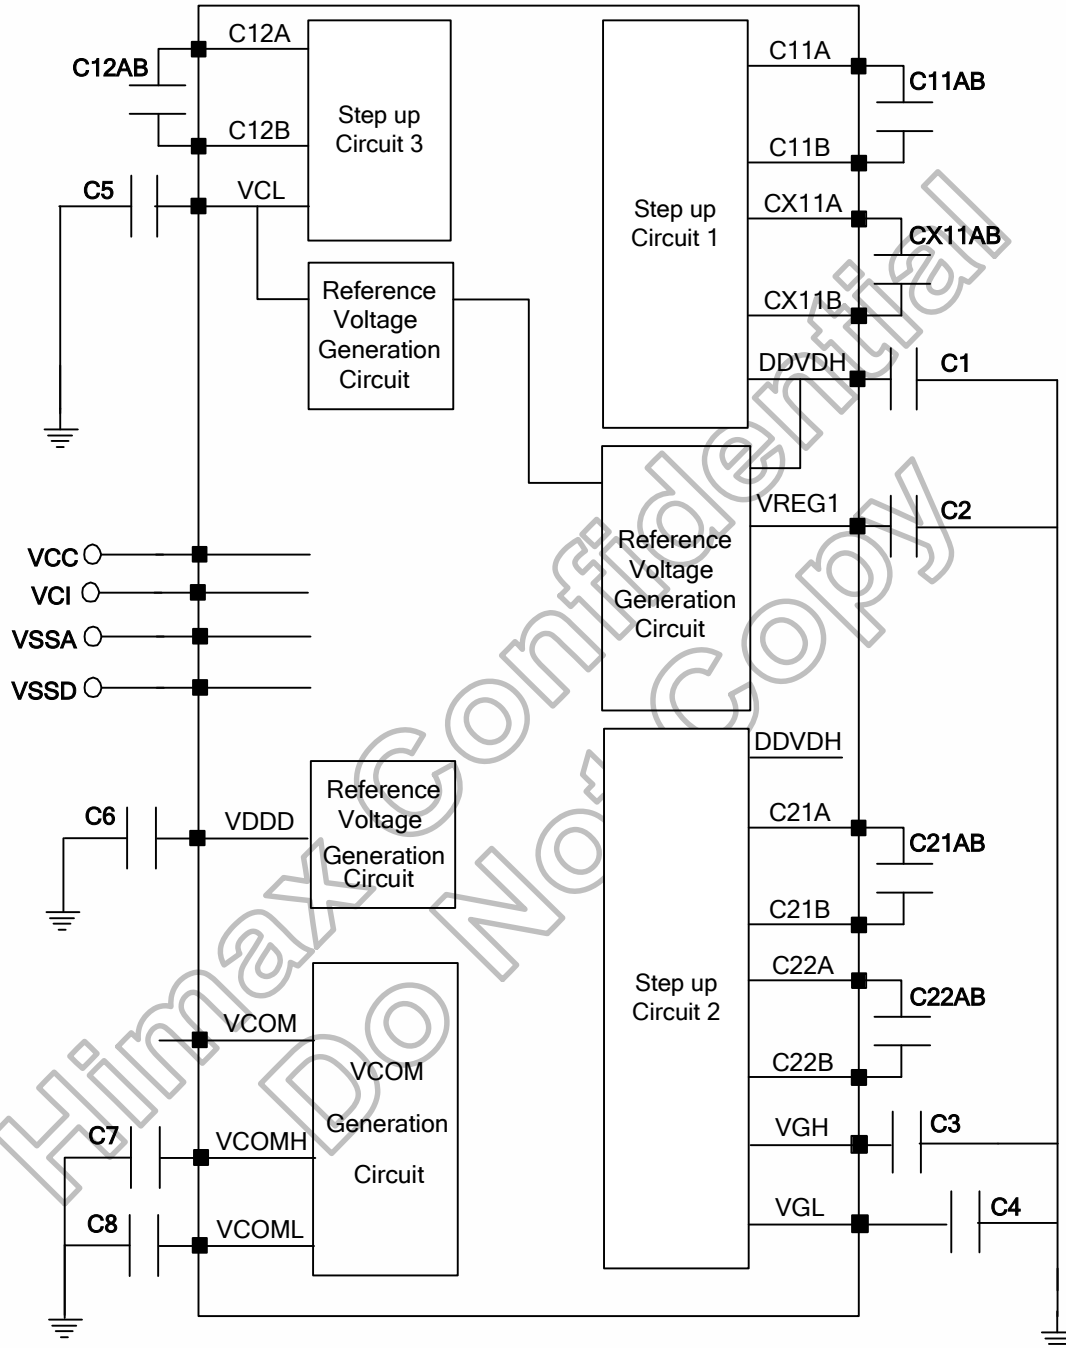 C12A
C12AB
C12B
Step up
Circuit 3
C5
VCL
Reference
Voltage
Generation
Circuit
C11A
C11AB
C11B
Step up
Circuit 1
CX11A
CX11AB
CX11B
DDVDH
C1
VREG1
C2
Reference
Voltage
Generation
Circuit
VCC
VCI
VSSA
VSSD
Reference
Voltage
Generation
Circuit
C6
VDDD
DDVDH
C21A
C21AB
C21B
Step up
Circuit 2
C22A
C22AB
C22B
VGH
C3
VGL
C4
VCOM
VCOM
Generation
Circuit
C7
VCOMH
C8
VCOML
Himax Confidential
Do Not Copy